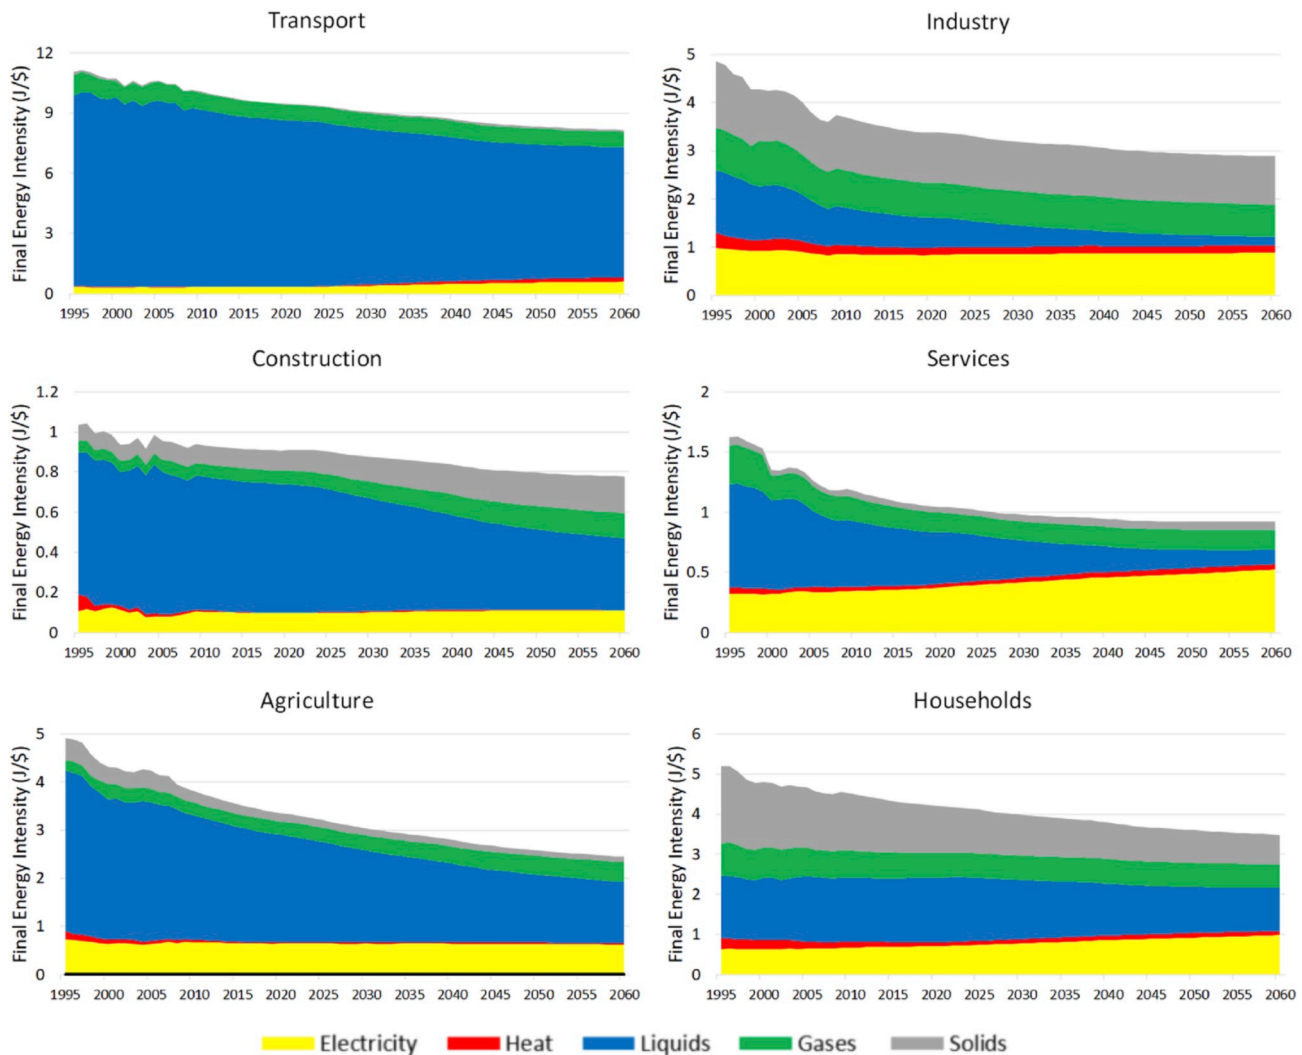 Transport
Final Energy Intensity (J/$)
12
9
6
3
0
1995 2000 2005 2010 2015 2020 2025 2030 2035 2040 2045 2050 2055 2060
Industry
Final Energy Intensity (J/$)
5
4
3
2
1
0
1995 2000 2005 2010 2015 2020 2025 2030 2035 2040 2045 2050 2055 2060
Construction
Final Energy Intensity (J/$)
1.2
1
0.8
0.6
0.4
0.2
0
1995 2000 2005 2010 2015 2020 2025 2030 2035 2040 2045 2050 2055 2060
Services
Final Energy Intensity (J/$)
2
1.5
1
0.5
0
1995 2000 2005 2010 2015 2020 2025 2030 2035 2040 2045 2050 2055 2060
Agriculture
Final Energy Intensity (J/$)
5
4
3
2
1
0
1995 2000 2005 2010 2015 2020 2025 2030 2035 2040 2045 2050 2055 2060
Households
Final Energy Intensity (J/$)
6
5
4
3
2
1
0
1995 2000 2005 2010 2015 2020 2025 2030 2035 2040 2045 2050 2055 2060
Electricity Heat Liquids Gases Solids